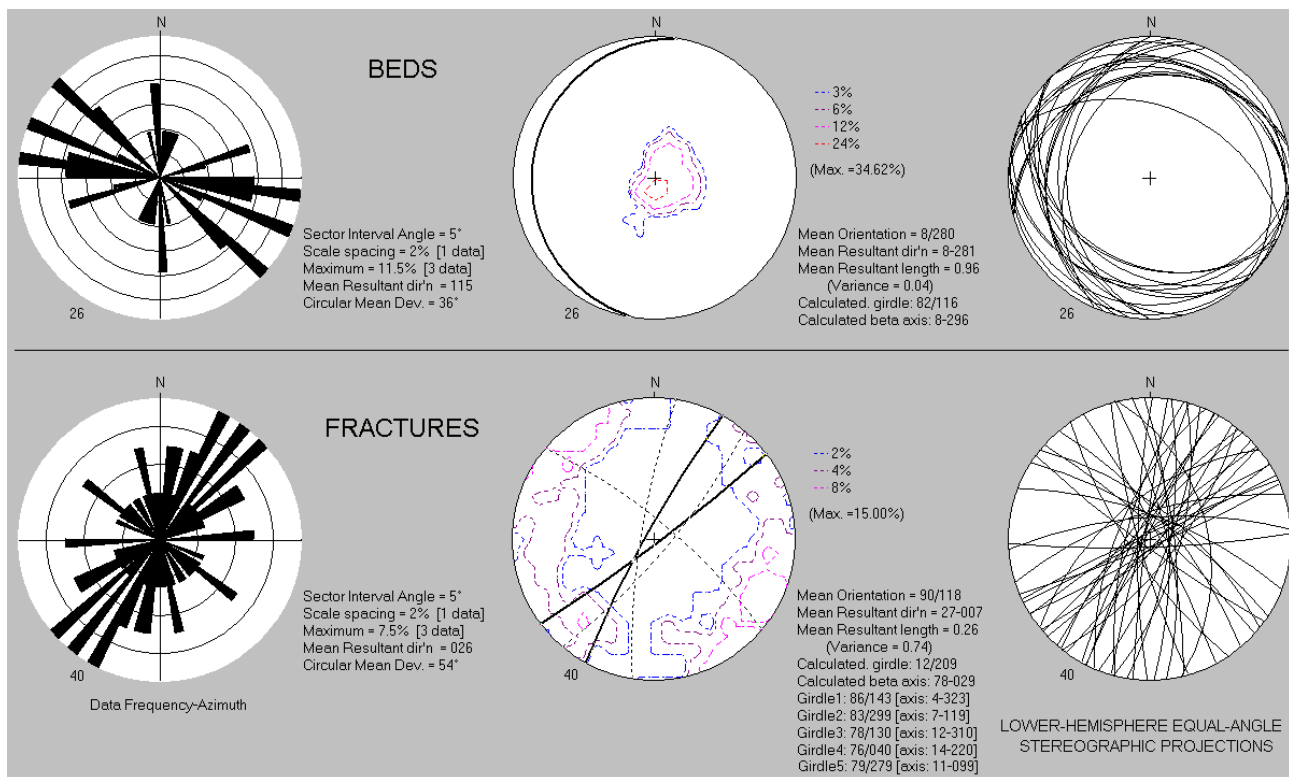 N
BEDS
Sector Interval Angle = 5°
Scale spacing = 2% [1 data]
Maximum = 11.5% [3 data]
Mean Resultant dir'n = 115
Circular Mean Dev. = 36°
26
N
3%
6%
12%
24%
(Max. =34.62%)
Mean Orientation = 8/280
Mean Resultant dir'n = 8-281
Mean Resultant length = 0.96
(Variance = 0.04)
Calculated. girdle: 82/116
Calculated beta axis: 8-296
26
N
26
N
FRACTURES
Sector Interval Angle = 5°
Scale spacing = 2% [1 data]
Maximum = 7.5% [3 data]
Mean Resultant dir'n = 026
Circular Mean Dev. = 54°
40
Data Frequency-Azimuth
N
2%
4%
8%
(Max. =15.00%)
Mean Orientation = 90/118
Mean Resultant dir'n = 27-007
Mean Resultant length = 0.26
(Variance = 0.74)
Calculated. girdle: 12/209
Calculated beta axis: 78-029
Girdle1: 86/143 [axis: 4-323]
Girdle2: 83/299 [axis: 7-119]
Girdle3: 78/130 [axis: 12-310]
Girdle4: 76/040 [axis: 14-220]
Girdle5: 79/279 [axis: 11-099]
40
N
40
LOWER-HEMISPHERE EQUAL-ANGLE
STEREOGRAPHIC PROJECTIONS